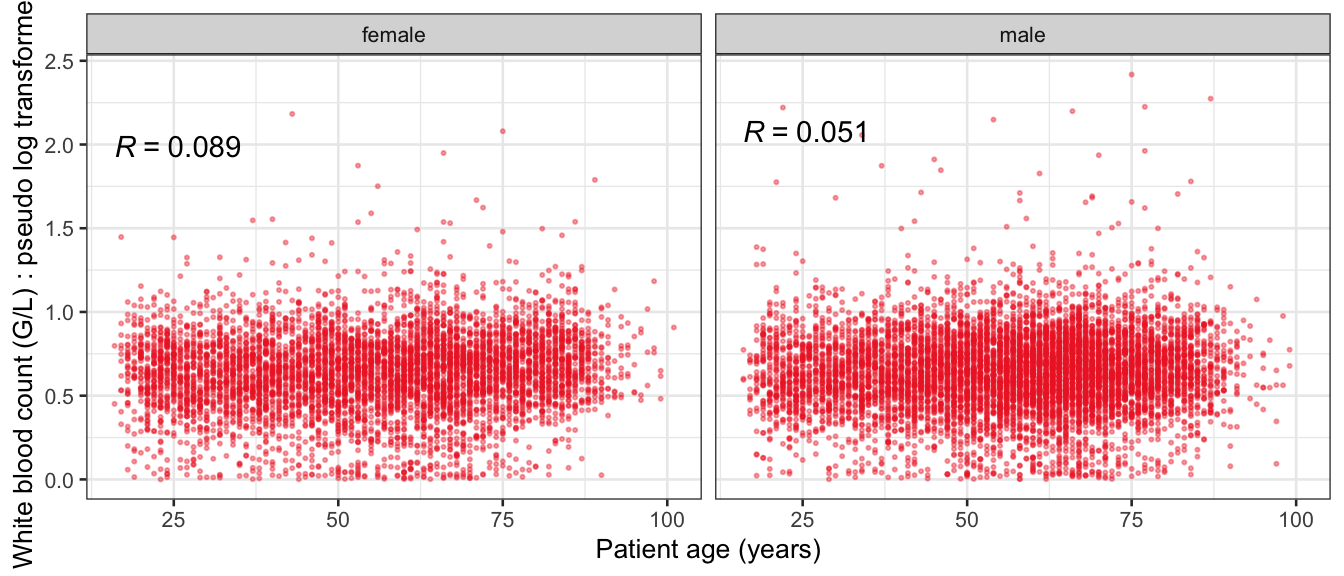 female
male
White blood count (G/L) : pseudo log transforme
2.5
2.0
1.5
1.0
0.5
0.0
R = 0.089
R = 0.051
25 50 75 100
25 50 75 100
Patient age (years)